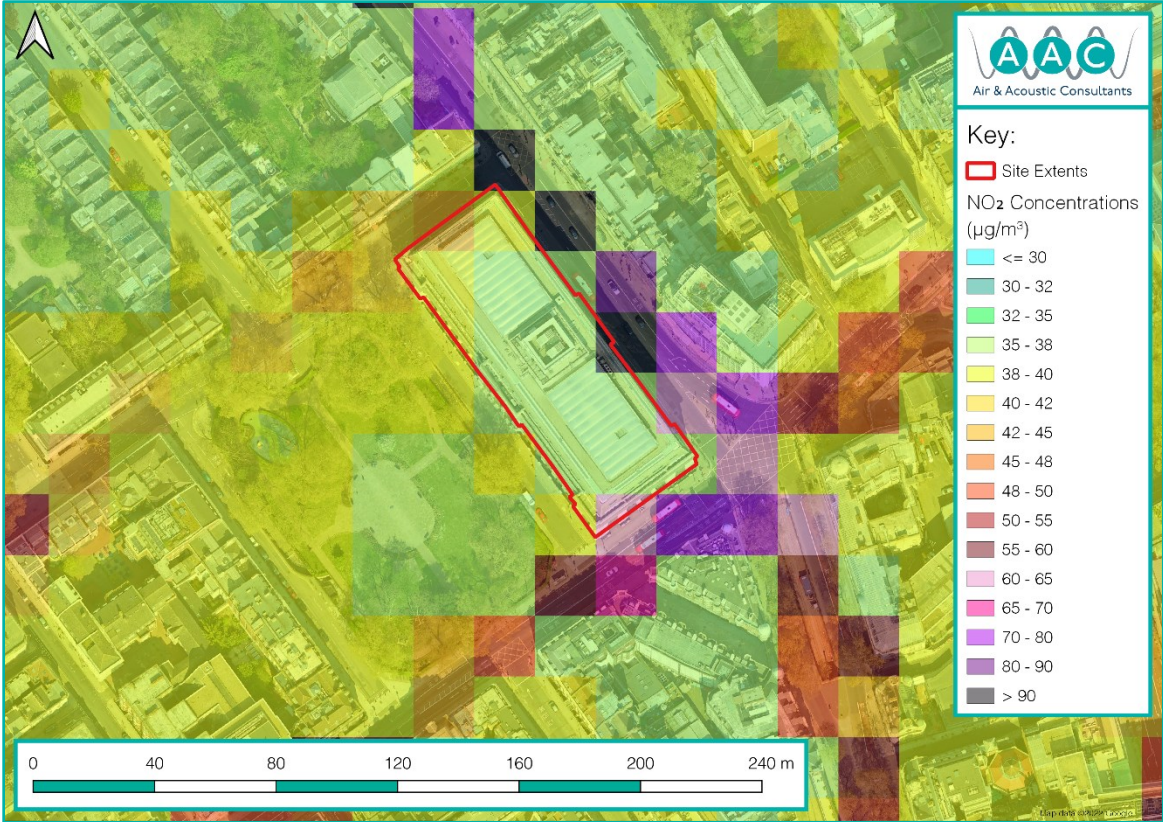 AAC
Air & Acoustic Consultants
Key:
Site Extents
NO₂ Concentrations
(µg/m³)
<= 30
30 - 32
32 - 35
35 - 38
38 - 40
40 - 42
42 - 45
45 - 48
48 - 50
50 - 55
55 - 60
60 - 65
65 - 70
70 - 80
80 - 90
> 90
0 40 80 120 160 200 240 m